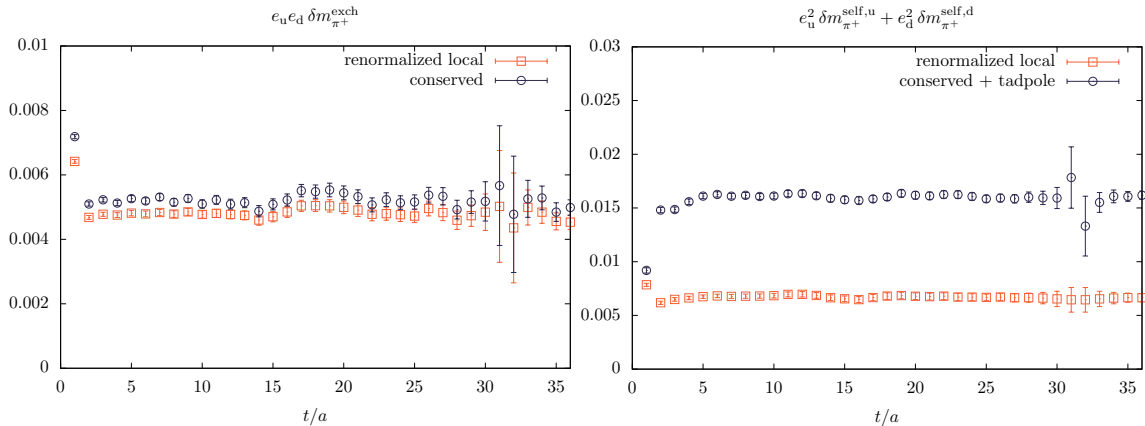 e_u e_d δm_{π^+}^{exch}
0.01
0.008
0.006
0.004
0.002
0
0 5 10 15 20 25 30 35
t/a
renormalized local
conserved
e_u^2 δm_{π^+}^{self,u} + e_d^2 δm_{π^+}^{self,d}
0.03
0.025
0.02
0.015
0.01
0.005
0
0 5 10 15 20 25 30 35
t/a
renormalized local
conserved + tadpole